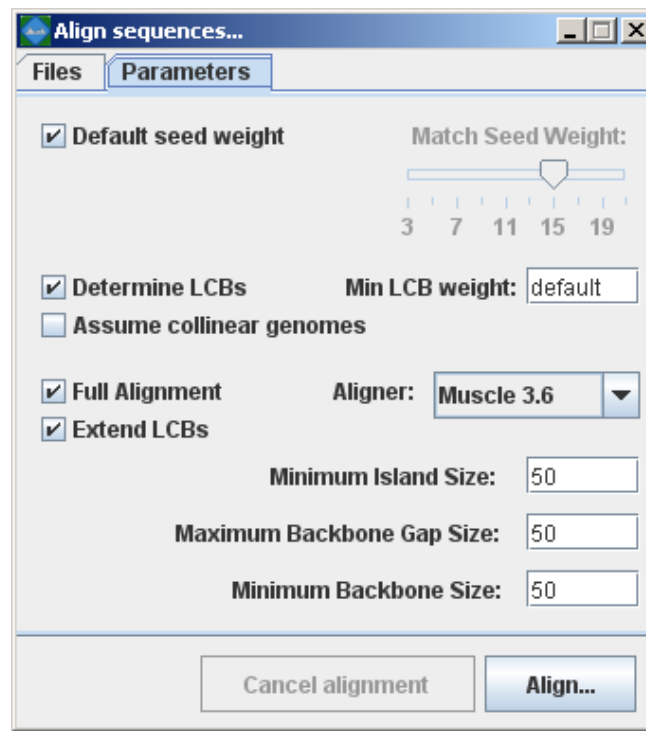 Align sequences...
Files Parameters
Default seed weight Match Seed Weight:
3 7 11 15 19
Determine LCBs Min LCB weight: default
Assume collinear genomes
Full Alignment Aligner: Muscle 3.6
Extend LCBs
Minimum Island Size: 50
Maximum Backbone Gap Size: 50
Minimum Backbone Size: 50
Cancel alignment Align...